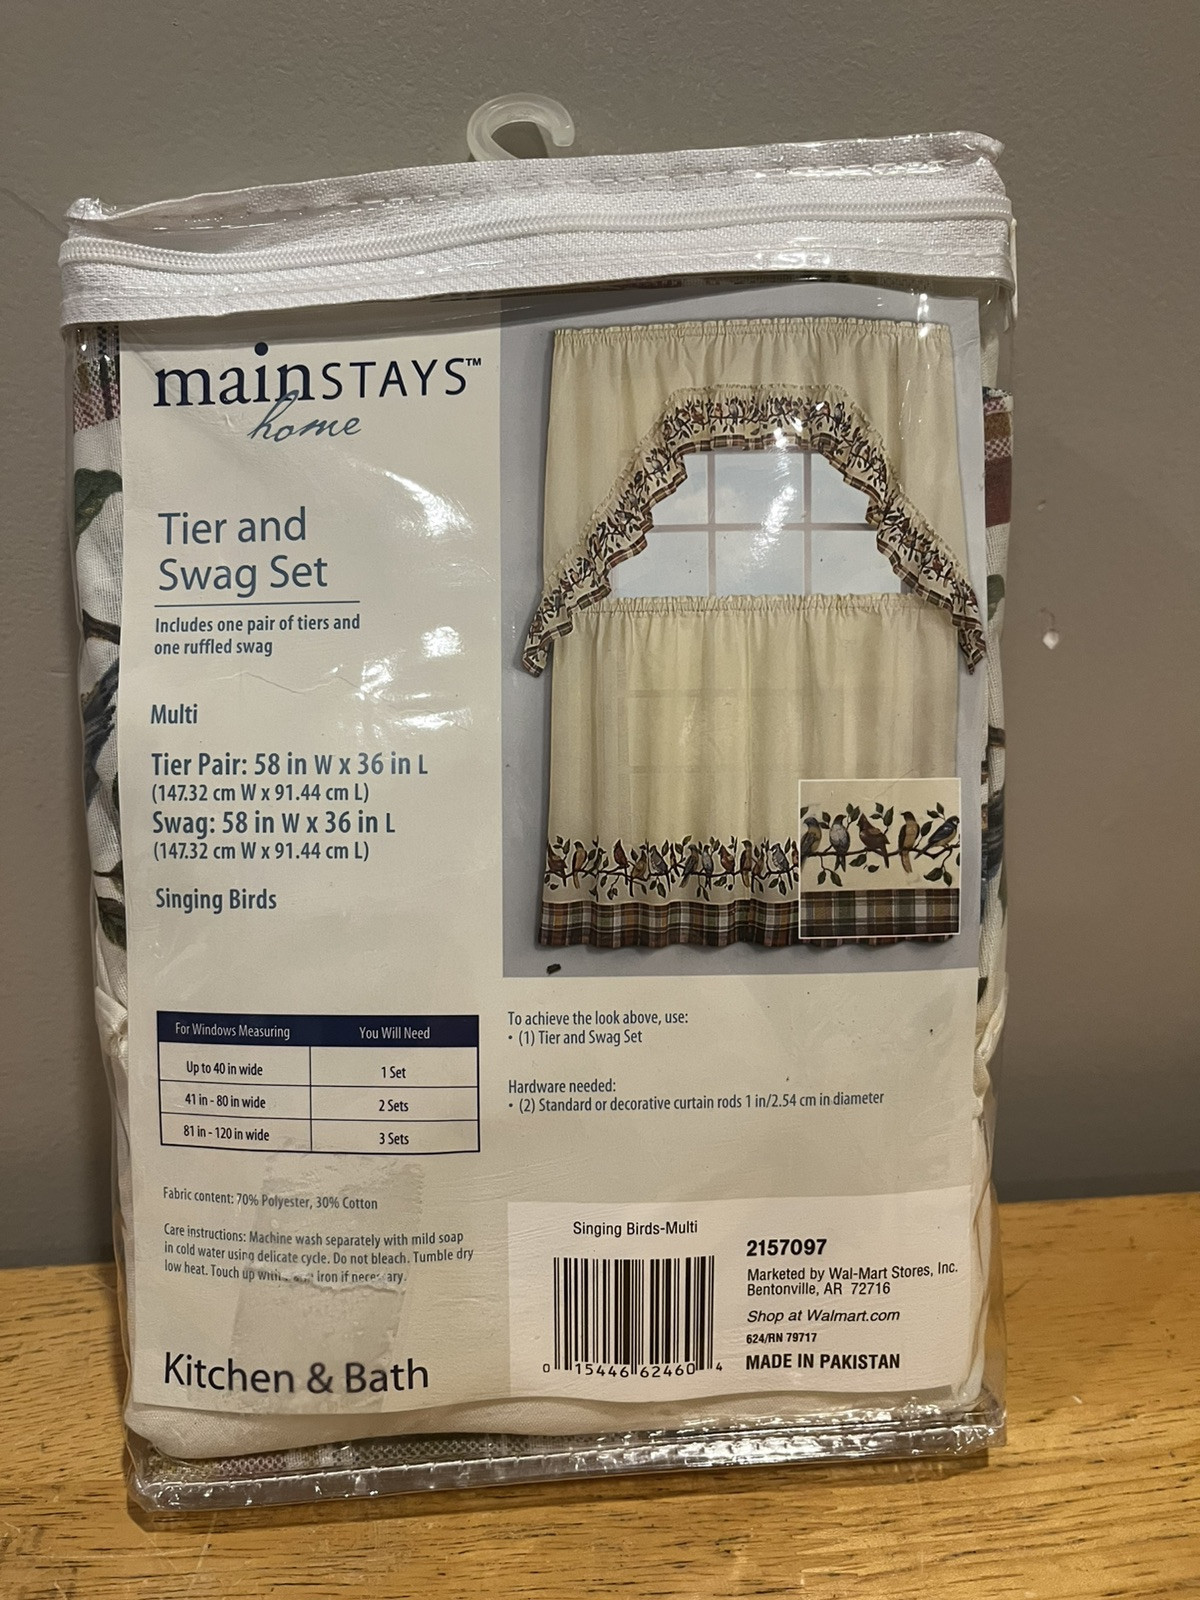 mainSTAYS™
home
Tier and
Swag Set
Includes one pair of tiers and
one ruffled swag
Multi
Tier Pair: 58 in W x 36 in L
(147.32 cm W x 91.44 cm L)
Swag: 58 in W x 36 in L
(147.32 cm W x 91.44 cm L)
Singing Birds
For Windows Measuring You Will Need
Up to 40 in wide 1 Set
41 in - 80 in wide 2 Sets
81 in - 120 in wide 3 Sets
To achieve the look above, use:
• (1) Tier and Swag Set
Hardware needed:
• (2) Standard or decorative curtain rods 1 in/2.54 cm in diameter
Fabric content: 70% Polyester, 30% Cotton
Care instructions: Machine wash separately with mild soap
in cold water using delicate cycle. Do not bleach. Tumble dry
low heat. Touch up with iron if necessary.
Kitchen & Bath
Singing Birds-Multi
0 15446 62460 4
2157097
Marketed by Wal-Mart Stores, Inc.
Bentonville, AR 72716
Shop at Walmart.com
624/RN 79717
MADE IN PAKISTAN